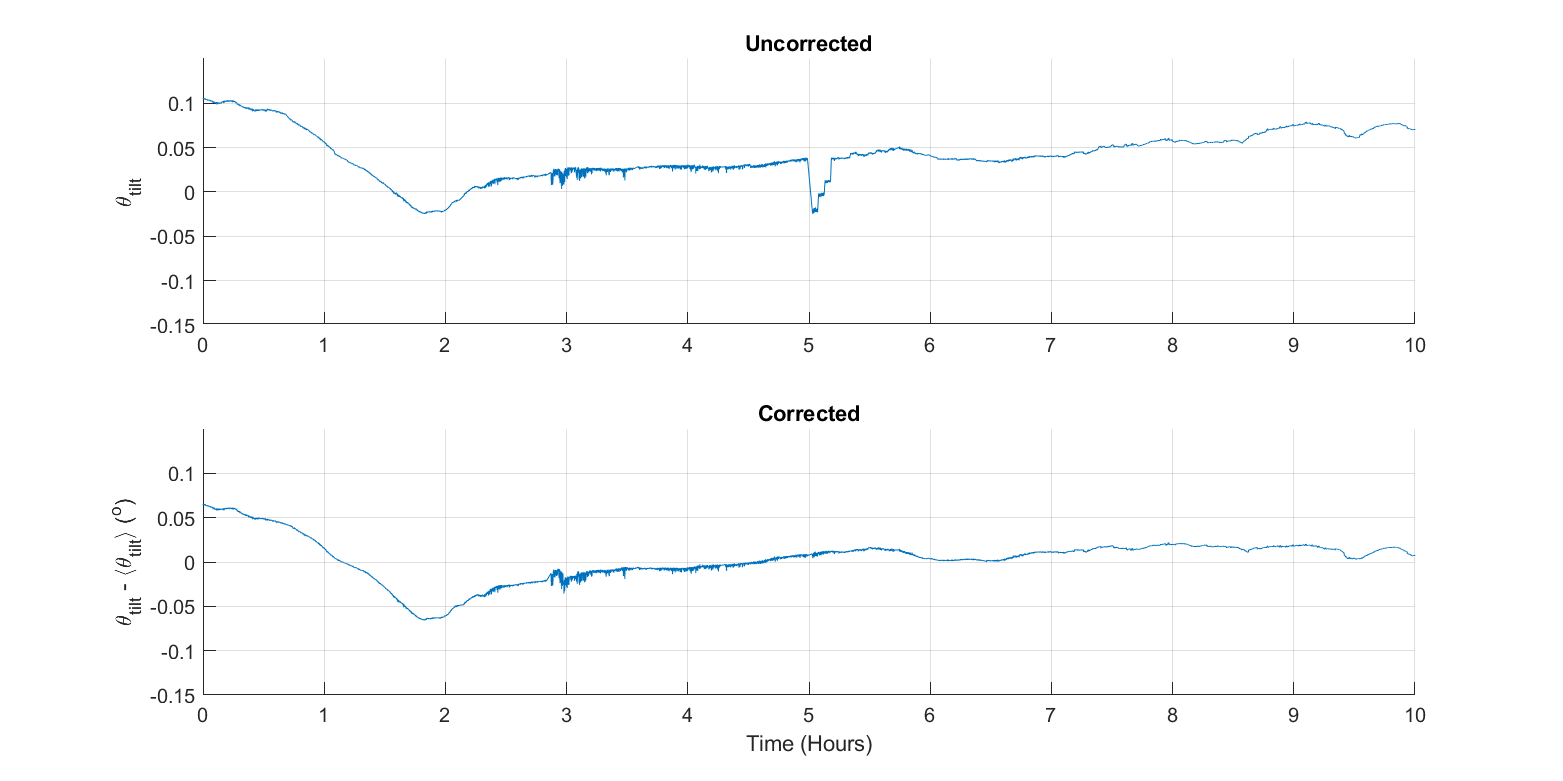 Uncorrected
θtilt
0.1
0.05
0
-0.05
-0.1
-0.15
0 1 2 3 4 5 6 7 8 9 10
Corrected
θtilt - ⟨θtilt⟩ (o)
0.1
0.05
0
-0.05
-0.1
-0.15
0 1 2 3 4 5 6 7 8 9 10
Time (Hours)